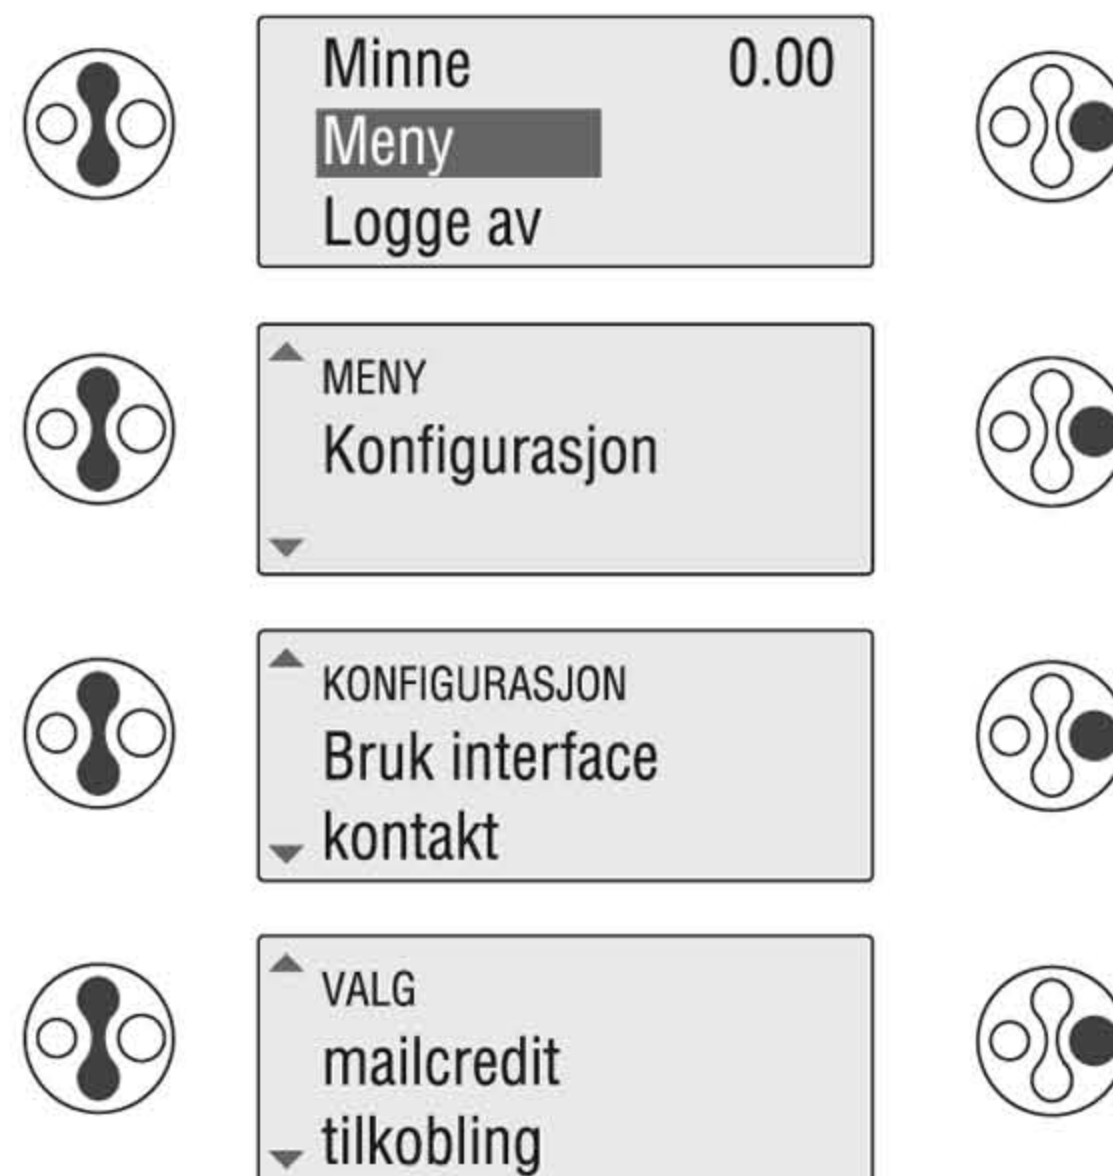 Minne 0.00
Meny
Logge av
MENY
Konfigurasjon
KONFIGURASJON
Bruk interface
kontakt
VALG
mailcredit
tilkobling